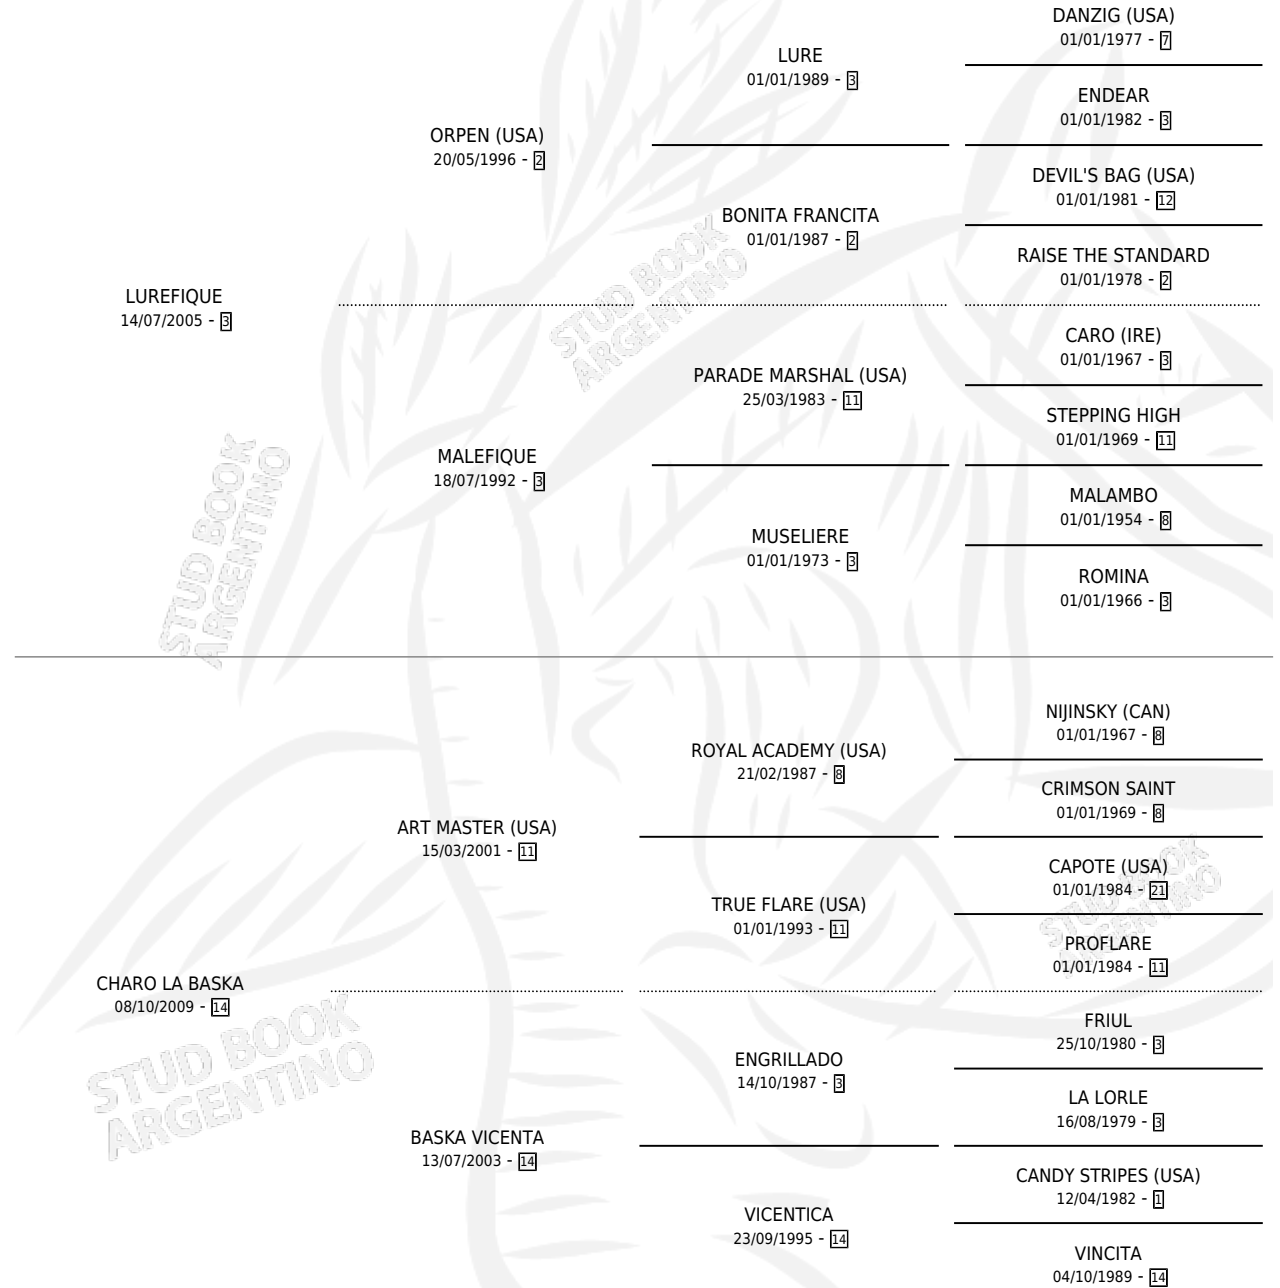 DANZIG (USA)
01/01/1977 - 7
LURE
01/01/1989 - 3
ENDEAR
01/01/1982 - 3
ORPEN (USA)
20/05/1996 - 2
DEVIL'S BAG (USA)
01/01/1981 - 12
BONITA FRANCITA
01/01/1987 - 2
RAISE THE STANDARD
01/01/1978 - 2
LUREFIQUE
14/07/2005 - 3
CARO (IRE)
01/01/1967 - 3
PARADE MARSHAL (USA)
25/03/1983 - 11
STEPPING HIGH
01/01/1969 - 11
MALEFIQUE
18/07/1992 - 3
MALAMBO
01/01/1954 - 8
MUSELIERE
01/01/1973 - 3
ROMINA
01/01/1966 - 3
NIJINSKY (CAN)
01/01/1967 - 8
ROYAL ACADEMY (USA)
21/02/1987 - 8
CRIMSON SAINT
01/01/1969 - 8
ART MASTER (USA)
15/03/2001 - 11
CAPOTE (USA)
01/01/1984 - 21
TRUE FLARE (USA)
01/01/1993 - 11
PROFLARE
01/01/1984 - 11
CHARO LA BASKA
08/10/2009 - 14
FRIUL
25/10/1980 - 3
ENGRILLADO
14/10/1987 - 3
LA LORLE
16/08/1979 - 3
BASKA VICENTA
13/07/2003 - 14
CANDY STRIPES (USA)
12/04/1982 - 1
VICENTICA
23/09/1995 - 14
VINCITA
04/10/1989 - 14
STUD BOOK
ARGENTINO
STUD BOOK
ARGENTINO
STUD BOOK
ARGENTINO
STUD BOOK
ARGENTINO